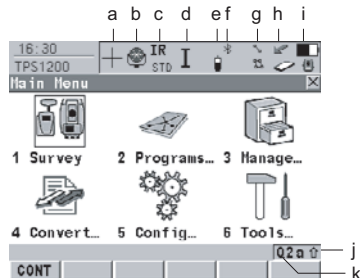 a b c d e f g h i
16:30 IR
TPS1200 STD I
Main Menu
1 Survey 2 Programs… 3 Manage…
4 Convert… 5 Config… 6 Tools…
Q2a⇧ j
k
CONT